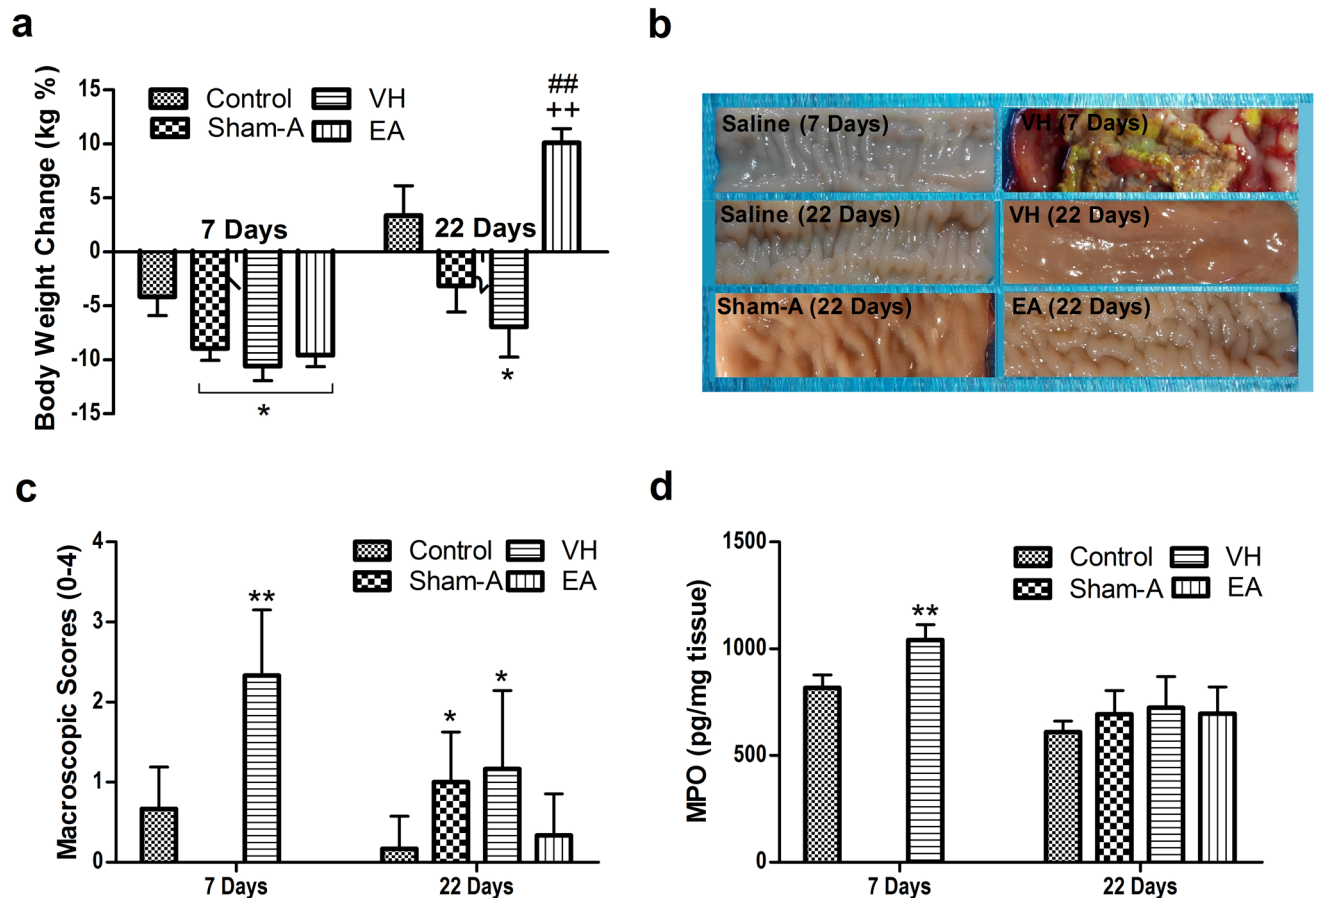 a
Body Weight Change (kg %)
15
10
5
0
-5
-10
-15
Control
VH
Sham-A
EA
7 Days
22 Days
*
*
##
++
b
Saline (7 Days)
VH (7 Days)
Saline (22 Days)
VH (22 Days)
Sham-A (22 Days)
EA (22 Days)
c
Macroscopic Scores (0-4)
4
3
2
1
0
Control
VH
Sham-A
EA
**
*
*
7 Days
22 Days
d
MPO (pg/mg tissue)
1500
1000
500
0
Control
VH
Sham-A
EA
**
7 Days
22 Days